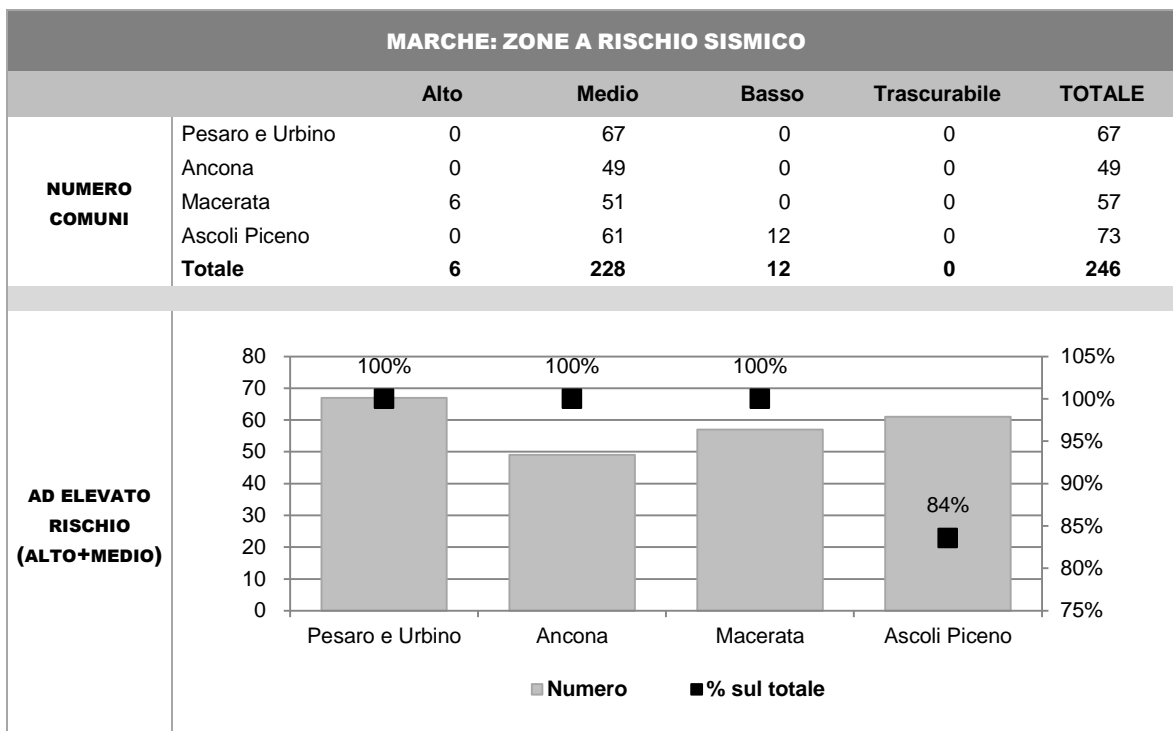 MARCHE: ZONE A RISCHIO SISMICO
Alto Medio Basso Trascurabile TOTALE
NUMERO COMUNI
Pesaro e Urbino 0 67 0 0 67
Ancona 0 49 0 0 49
Macerata 6 51 0 0 57
Ascoli Piceno 0 61 12 0 73
Totale 6 228 12 0 246
AD ELEVATO
RISCHIO
(ALTO+MEDIO)
80
70
60
50
40
30
20
10
0
100% 100% 100%
84%
105%
100%
95%
90%
85%
80%
75%
Pesaro e Urbino Ancona Macerata Ascoli Piceno
Numero % sul totale